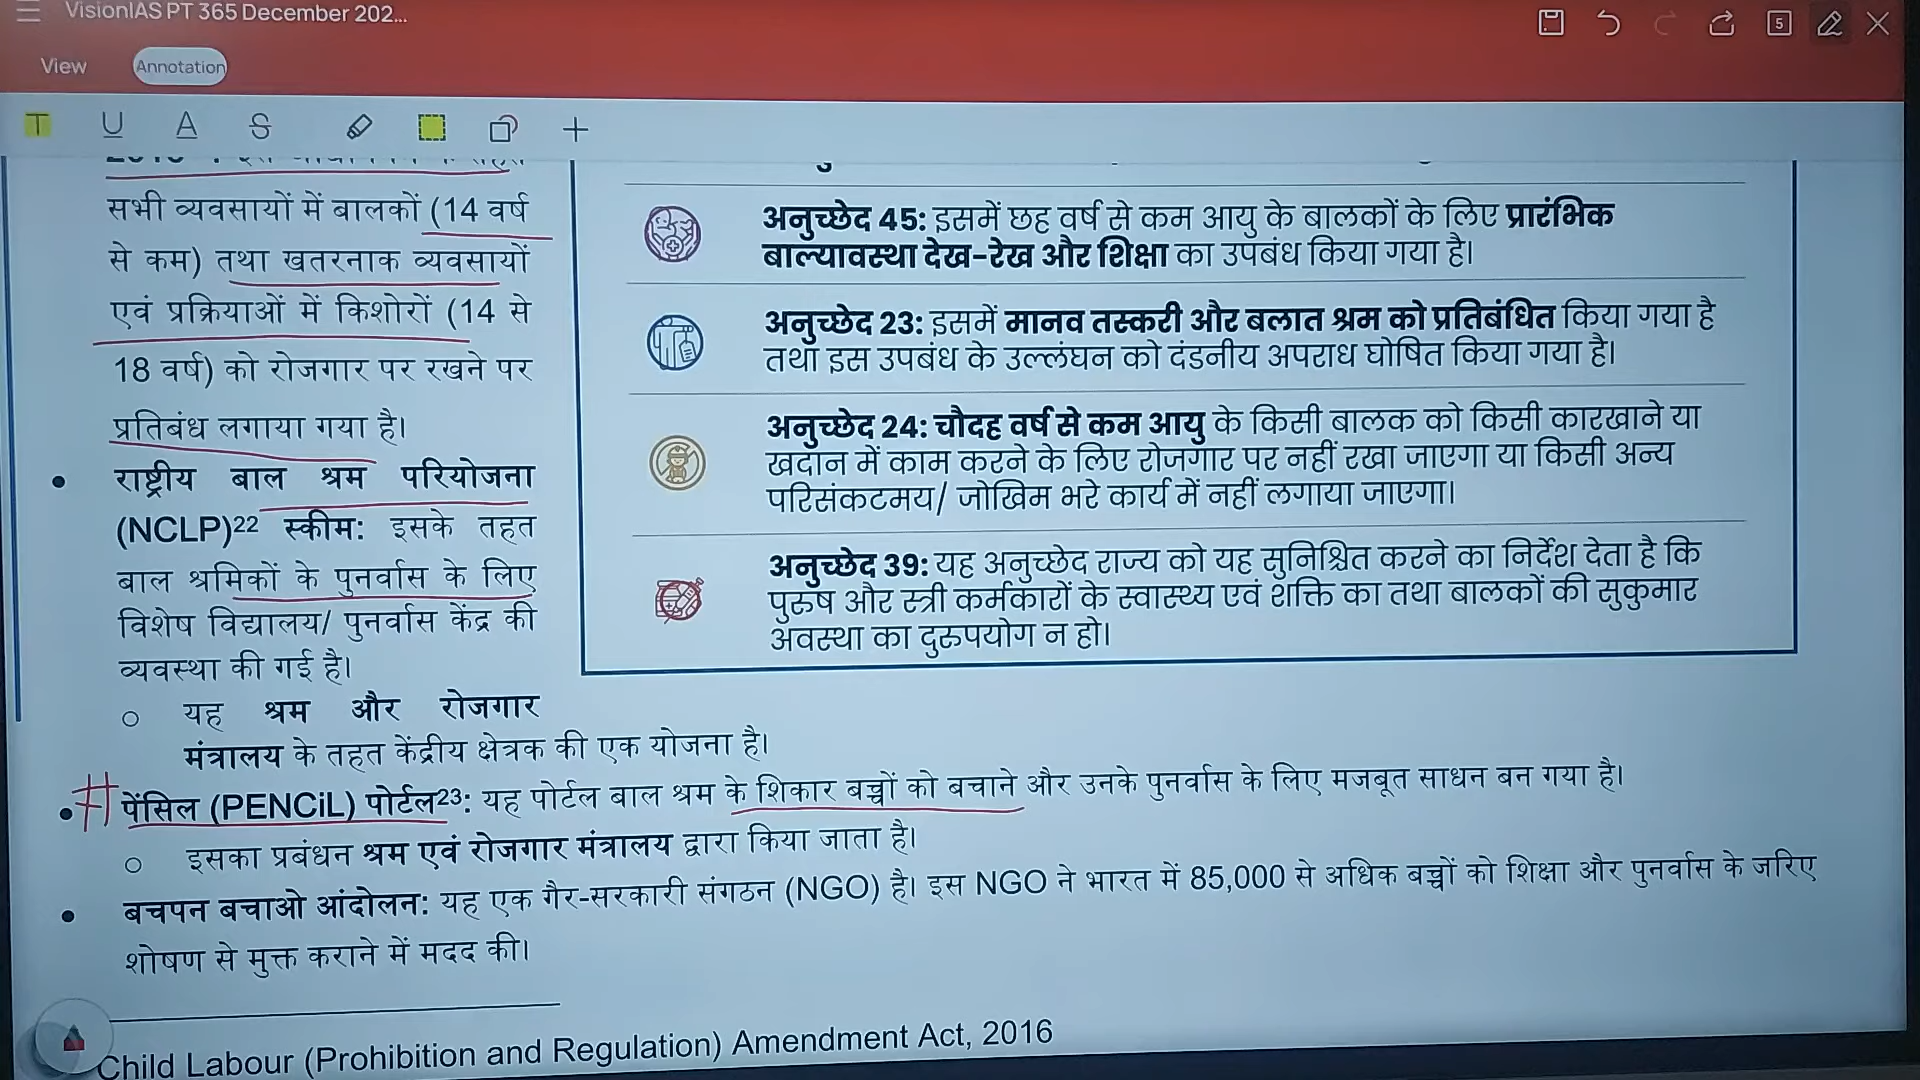 VisionIAS PT 365 December 202...
View
Annotation
सभी व्यवसायों में बालकों (14 वर्ष
से कम) तथा खतरनाक व्यवसायों
एवं प्रक्रियाओं में किशोरों (14 से
18 वर्ष) को रोजगार पर रखने पर
प्रतिबंध लगाया गया है।
• राष्ट्रीय बाल श्रम परियोजना
(NCLP)22 स्कीम: इसके तहत
बाल श्रमिकों के पुनर्वास के लिए
विशेष विद्यालय/ पुनर्वास केंद्र की
व्यवस्था की गई है।
○ यह श्रम और रोजगार
मंत्रालय के तहत केंद्रीय क्षेत्रक की एक योजना है।
• # पेंसिल (PENCiL) पोर्टल23: यह पोर्टल बाल श्रम के शिकार बच्चों को बचाने और उनके पुनर्वास के लिए मजबूत साधन बन गया है।
○ इसका प्रबंधन श्रम एवं रोजगार मंत्रालय द्वारा किया जाता है।
• बचपन बचाओ आंदोलन: यह एक गैर-सरकारी संगठन (NGO) है। इस NGO ने भारत में 85,000 से अधिक बच्चों को शिक्षा और पुनर्वास के जरिए
शोषण से मुक्त कराने में मदद की।
अनुच्छेद 45: इसमें छह वर्ष से कम आयु के बालकों के लिए प्रारंभिक
बाल्यावस्था देख-रेख और शिक्षा का उपबंध किया गया है।
अनुच्छेद 23: इसमें मानव तस्करी और बलात श्रम को प्रतिबंधित किया गया है
तथा इस उपबंध के उल्लंघन को दंडनीय अपराध घोषित किया गया है।
अनुच्छेद 24: चौदह वर्ष से कम आयु के किसी बालक को किसी कारखाने या
खदान में काम करने के लिए रोजगार पर नहीं रखा जाएगा या किसी अन्य
परिसंकटमय/ जोखिम भरे कार्य में नहीं लगाया जाएगा।
अनुच्छेद 39: यह अनुच्छेद राज्य को यह सुनिश्चित करने का निर्देश देता है कि
पुरुष और स्त्री कर्मकारों के स्वास्थ्य एवं शक्ति का तथा बालकों की सुकुमार
अवस्था का दुरुपयोग न हो।
Child Labour (Prohibition and Regulation) Amendment Act, 2016